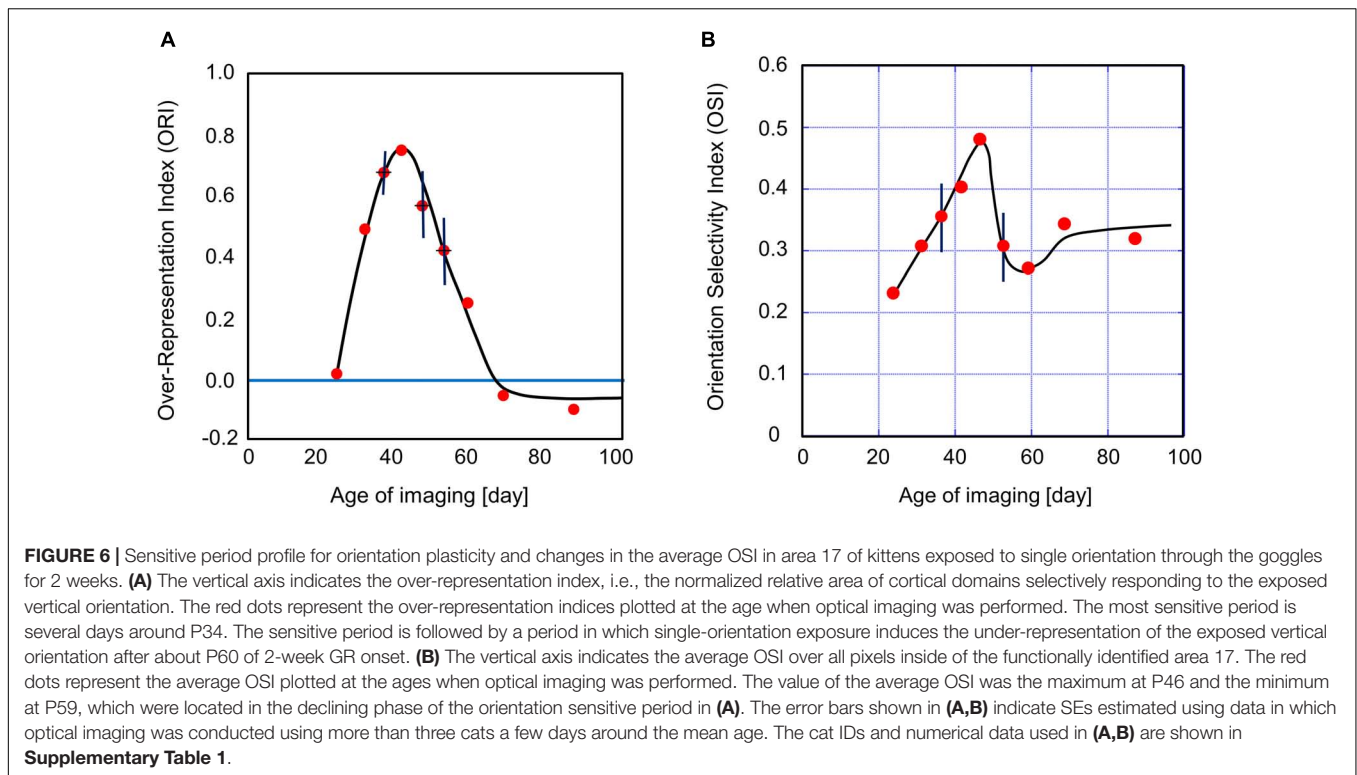 A
B
1.0
0.8
0.6
0.4
0.2
0.0
-0.2
Over-Representation Index (ORI)
0 20 40 60 80 100
Age of imaging [day]
0.6
0.5
0.4
0.3
0.2
0.1
0
Orientation Selectivity Index (OSI)
0 20 40 60 80 100
Age of imaging [day]
FIGURE 6 | Sensitive period profile for orientation plasticity and changes in the average OSI in area 17 of kittens exposed to single orientation through the goggles
for 2 weeks. (A) The vertical axis indicates the over-representation index, i.e., the normalized relative area of cortical domains selectively responding to the exposed
vertical orientation. The red dots represent the over-representation indices plotted at the age when optical imaging was performed. The most sensitive period is
several days around P34. The sensitive period is followed by a period in which single-orientation exposure induces the under-representation of the exposed vertical
orientation after about P60 of 2-week GR onset. (B) The vertical axis indicates the average OSI over all pixels inside of the functionally identified area 17. The red
dots represent the average OSI plotted at the ages when optical imaging was performed. The value of the average OSI was the maximum at P46 and the minimum
at P59, which were located in the declining phase of the orientation sensitive period in (A). The error bars shown in (A,B) indicate SEs estimated using data in which
optical imaging was conducted using more than three cats a few days around the mean age. The cat IDs and numerical data used in (A,B) are shown in
Supplementary Table 1.